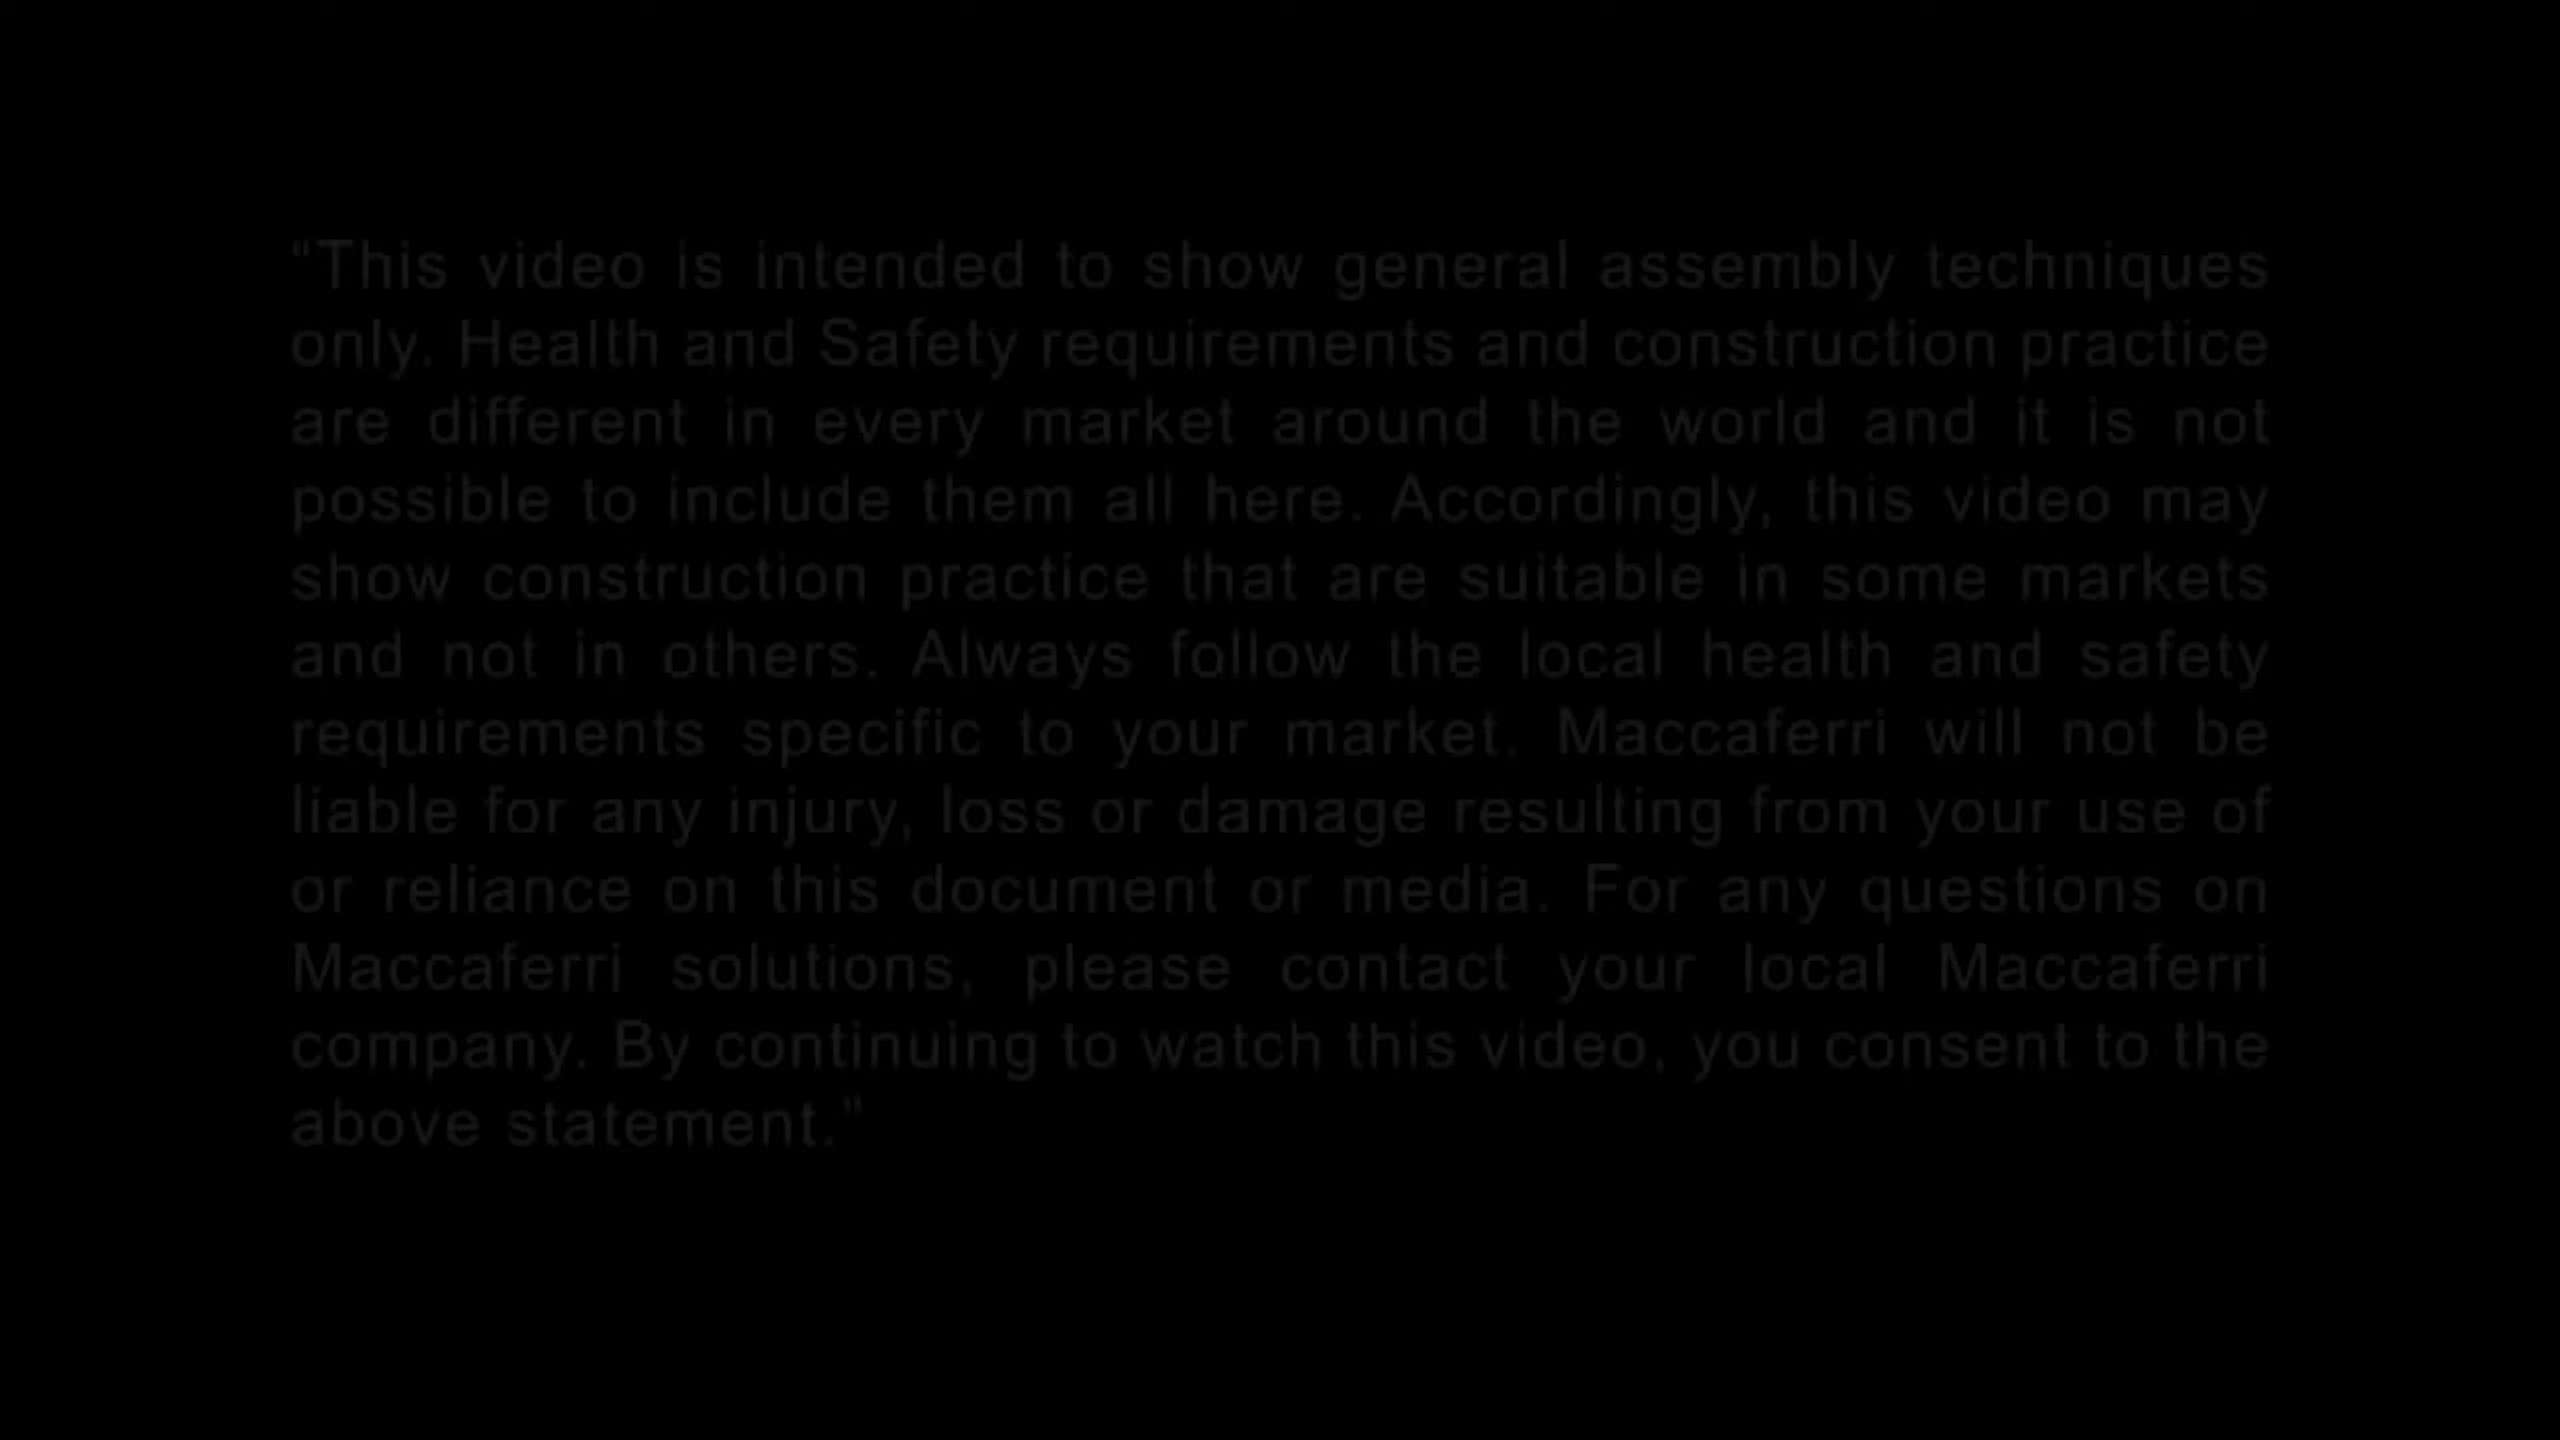 "This video is intended to show general assembly techniques
only. Health and Safety requirements and construction practice
are different in every market around the world and it is not
possible to include them all here. Accordingly, this video may
show construction practice that are suitable in some markets
and not in others. Always follow the local health and safety
requirements specific to your market. Maccaferri will not be
liable for any injury, loss or damage resulting from your use of
or reliance on this document or media. For any questions on
Maccaferri solutions, please contact your local Maccaferri
company. By continuing to watch this video, you consent to the
above statement."